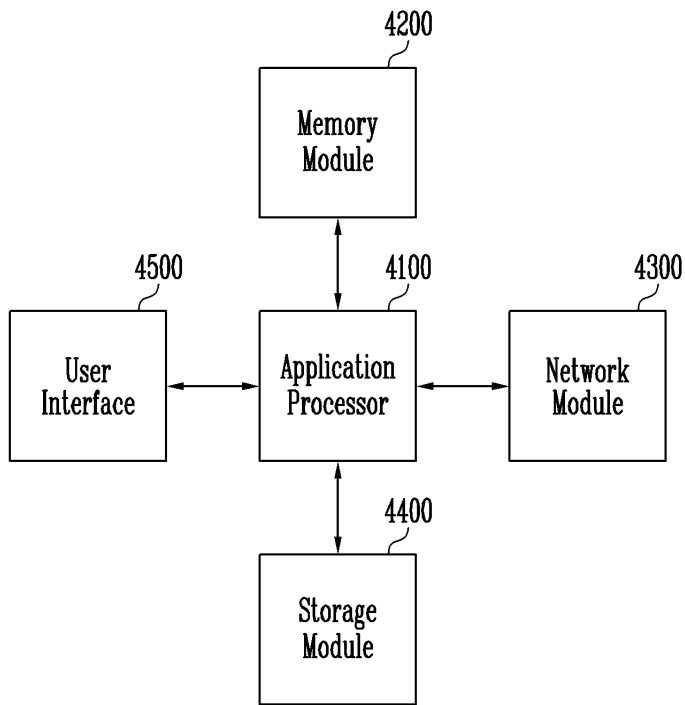 4200
Memory
Module
4500
4100
4300
User
Interface
Application
Processor
Network
Module
4400
Storage
Module